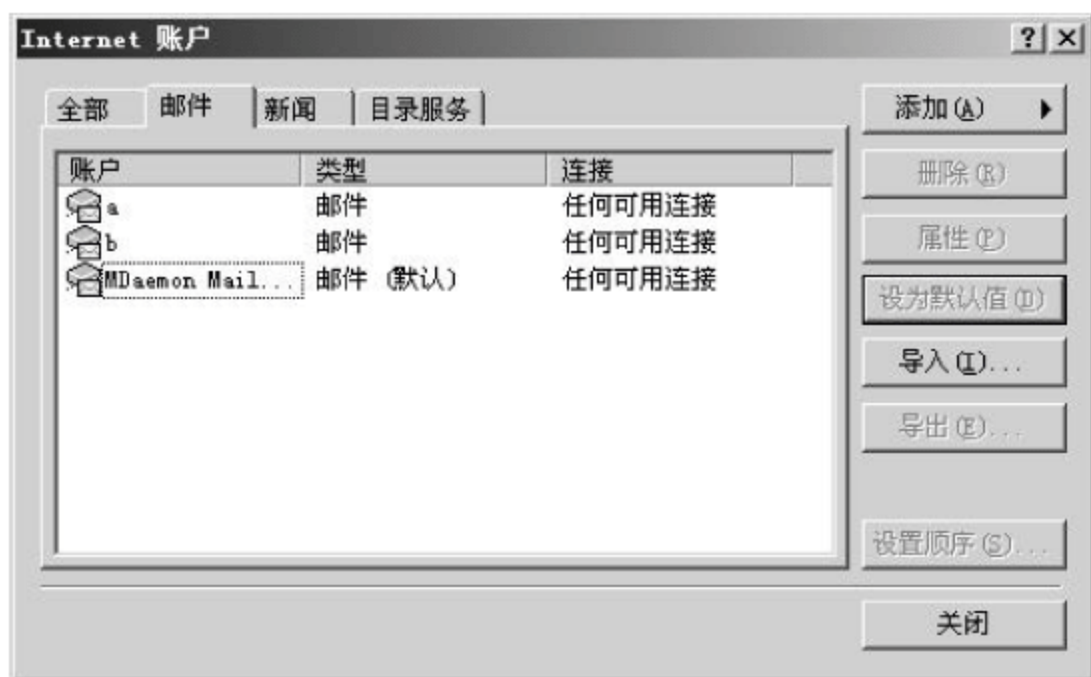 Internet 账户
全部 邮件 新闻 目录服务
账户 类型 连接
a 邮件 任何可用连接
b 邮件 任何可用连接
MDaemon Mail... 邮件 (默认) 任何可用连接
添加(A)
删除(R)
属性(P)
设为默认值(D)
导入(I)...
导出(E)...
设置顺序(S)...
关闭